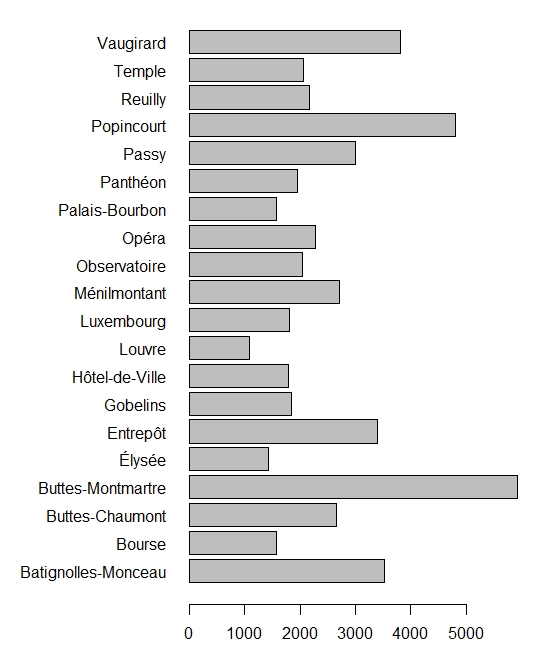 Vaugirard
Temple
Reuilly
Popincourt
Passy
Panthéon
Palais-Bourbon
Opéra
Observatoire
Ménilmontant
Luxembourg
Louvre
Hôtel-de-Ville
Gobelins
Entrepôt
Élysée
Buttes-Montmartre
Buttes-Chaumont
Bourse
Batignolles-Monceau
0 1000 2000 3000 4000 5000